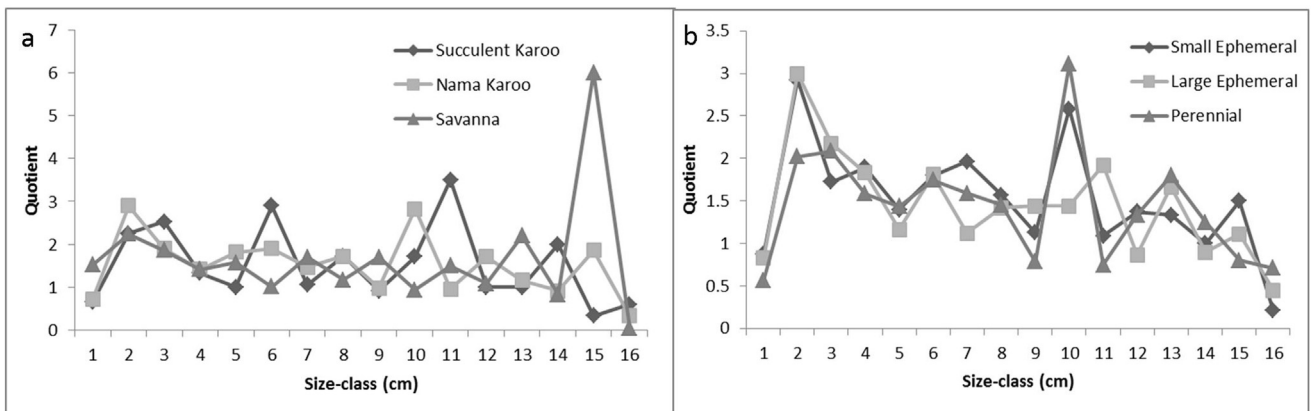 a
7
6
5
4
3
2
1
0
Quotient
Succulent Karoo
Nama Karoo
Savanna
1 2 3 4 5 6 7 8 9 10 11 12 13 14 15 16
Size-class (cm)
b
3.5
3
2.5
2
1.5
1
0.5
0
Quotient
Small Ephemeral
Large Ephemeral
Perennial
1 2 3 4 5 6 7 8 9 10 11 12 13 14 15 16
Size-class (cm)